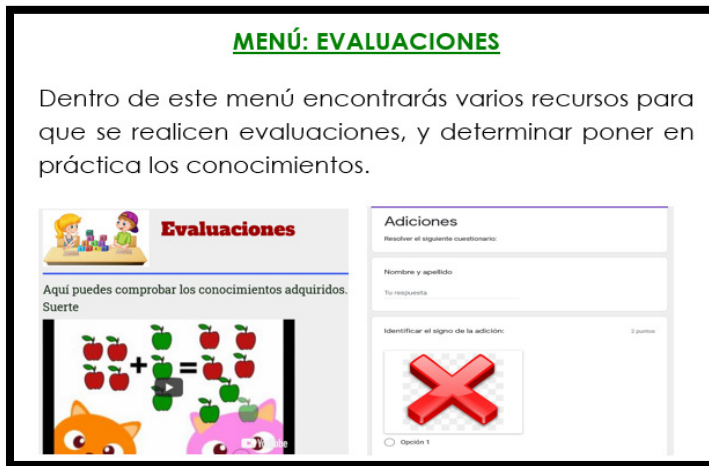 MENÚ: EVALUACIONES
Dentro de este menú encontrarás varios recursos para
que se realicen evaluaciones, y determinar poner en
práctica los conocimientos.
Evaluaciones
Aquí puedes comprobar los conocimientos adquiridos.
Suerte
YouTube
Adiciones
Resolver el siguiente cuestionario:
Nombre y apellido
Tu respuesta
Identificar el signo de la adición:
2 puntos
Opción 1